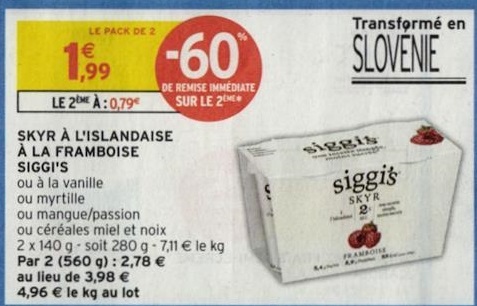 LE PACK DE 2
1€,99
LE 2ÈME À : 0,79€
-60%
DE REMISE IMMÉDIATE
SUR LE 2ÈME
Transformé en
SLOVÉNIE
SKYR À L'ISLANDAISE
À LA FRAMBOISE
SIGGI'S
ou à la vanille
ou myrtille
ou mangue/passion
ou céréales miel et noix
2 x 140 g - soit 280 g - 7,11 € le kg
Par 2 (560 g) : 2,78 €
au lieu de 3,98 €
4,96 € le kg au lot
siggi's
siggi's
SKYR
2
FRAMBOISE